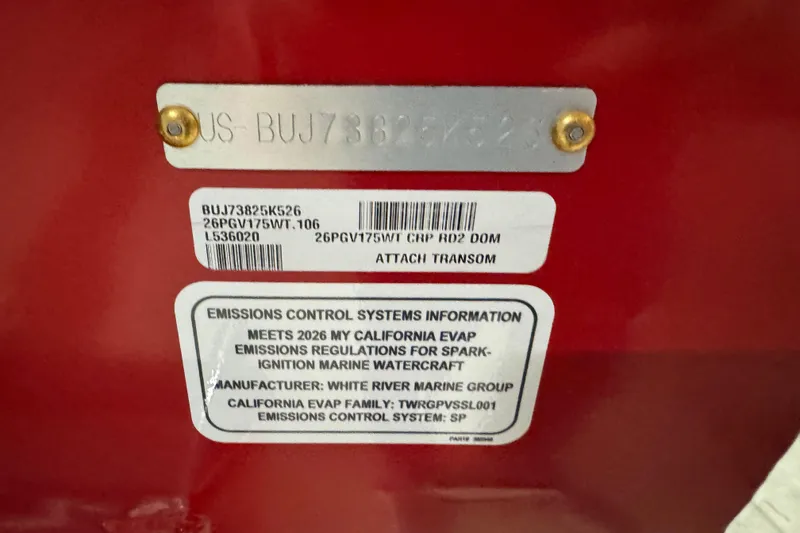 US-BUJ73825K526
BUJ73825K526
26PGV175WT.106
L536020 26PGV175WT CRP RD2 DOM
ATTACH TRANSOM
EMISSIONS CONTROL SYSTEMS INFORMATION
MEETS 2026 MY CALIFORNIA EVAP
EMISSIONS REGULATIONS FOR SPARK-
IGNITION MARINE WATERCRAFT
MANUFACTURER: WHITE RIVER MARINE GROUP
CALIFORNIA EVAP FAMILY: TWRGPVSSL001
EMISSIONS CONTROL SYSTEM: SP